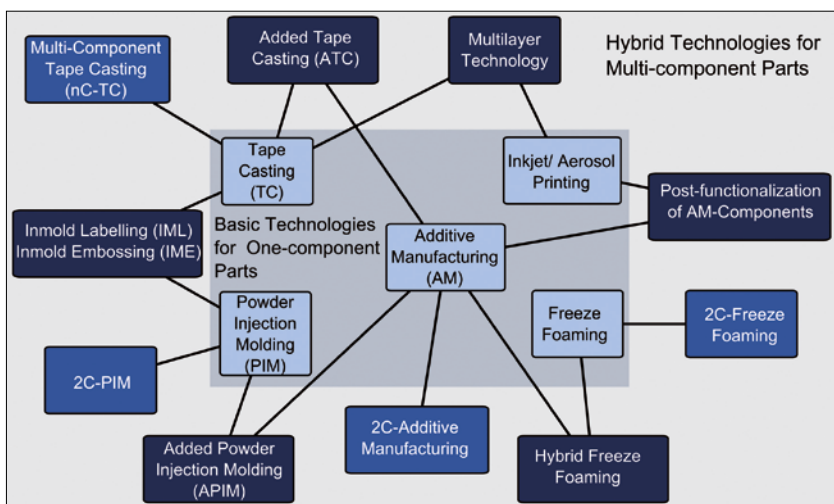 Multi-Component
Tape Casting
(nC-TC)
Added Tape
Casting (ATC)
Multilayer
Technology
Hybrid Technologies for
Multi-component Parts
Tape
Casting
(TC)
Inkjet/ Aerosol
Printing
Post-functionalization
of AM-Components
Inmold Labelling (IML)
Inmold Embossing (IME)
Basic Technologies
for One-component
Parts
Additive
Manufacturing
(AM)
Powder
Injection
Molding
(PIM)
Freeze
Foaming
2C-Freeze
Foaming
2C-PIM
2C-Additive
Manufacturing
Added Powder
Injection Molding
(APIM)
Hybrid Freeze
Foaming